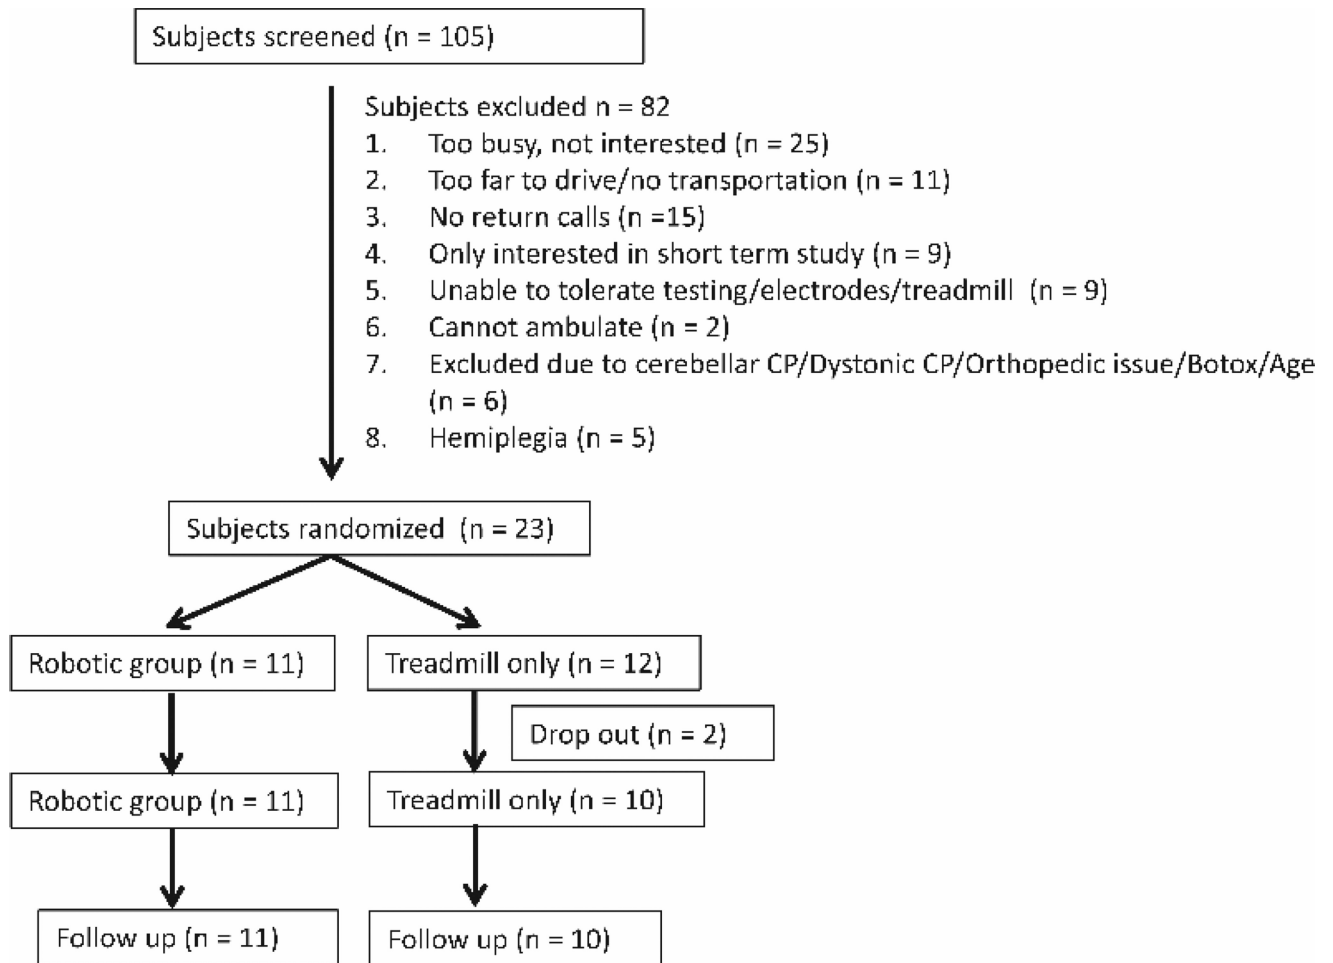 Subjects screened (n = 105)
Subjects excluded n = 82
1. Too busy, not interested (n = 25)
2. Too far to drive/no transportation (n = 11)
3. No return calls (n =15)
4. Only interested in short term study (n = 9)
5. Unable to tolerate testing/electrodes/treadmill (n = 9)
6. Cannot ambulate (n = 2)
7. Excluded due to cerebellar CP/Dystonic CP/Orthopedic issue/Botox/Age
(n = 6)
8. Hemiplegia (n = 5)
Subjects randomized (n = 23)
Robotic group (n = 11)
Treadmill only (n = 12)
Drop out (n = 2)
Robotic group (n = 11)
Treadmill only (n = 10)
Follow up (n = 11)
Follow up (n = 10)